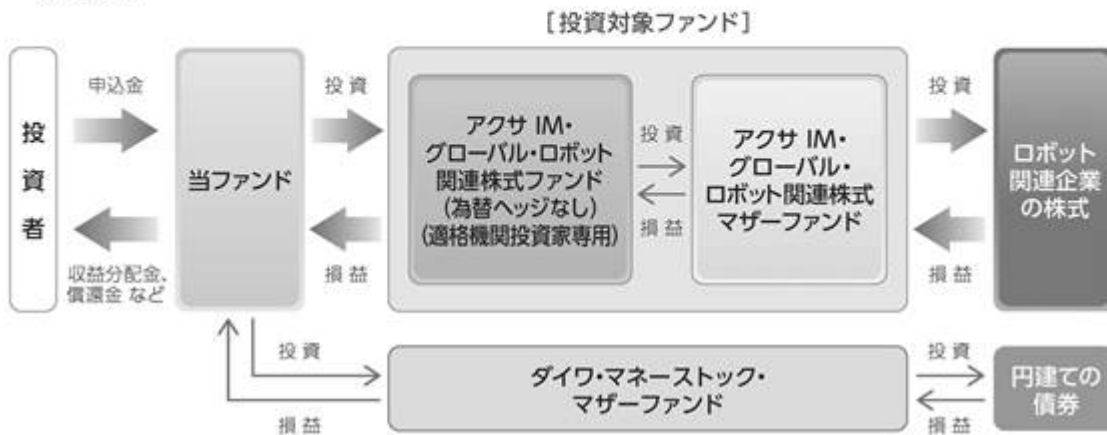 [投資対象ファンド]
投資者
申込金
収益分配金、
償還金 など
当ファンド
投 資
損 益
アクサ IM・
グローバル・ロボット
関連株式ファンド
(為替ヘッジなし)
(適格機関投資家専用)
投 資
損 益
アクサ IM・
グローバル・
ロボット関連株式
マザーファンド
投 資
損 益
ロボット
関連企業
の株式
投 資
損 益
ダイワ・マネーストック・
マザーファンド
投 資
損 益
円建ての
債券